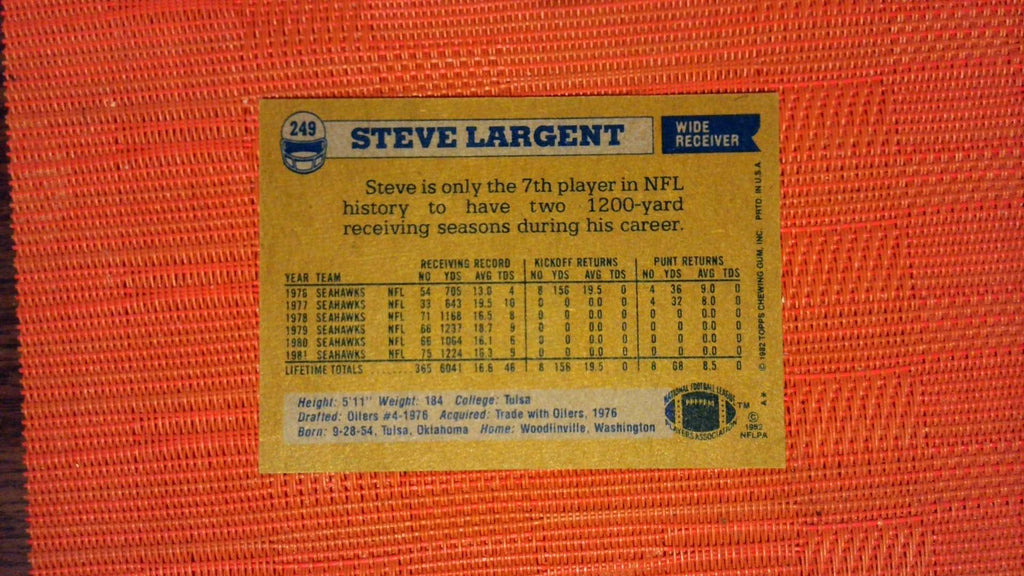 249
STEVE LARGENT
WIDE
RECEIVER
Steve is only the 7th player in NFL
history to have two 1200-yard
receiving seasons during his career.
RECEIVING RECORD KICKOFF RETURNS PUNT RETURNS
YEAR TEAM NO YDS AVG TDS NO YDS AVG TDS NO YDS AVG TDS
1976 SEAHAWKS NFL 54 705 13.0 4 8 156 19.5 0 4 36 9.0 0
1977 SEAHAWKS NFL 33 643 19.5 10 0 0 0.0 0 4 32 8.0 0
1978 SEAHAWKS NFL 71 1168 16.5 8 0 0 0.0 0 0 0 0.0 0
1979 SEAHAWKS NFL 66 1237 18.7 9 0 0 0.0 0 0 0 0.0 0
1980 SEAHAWKS NFL 66 1064 16.1 6 0 0 0.0 0 0 0 0.0 0
1981 SEAHAWKS NFL 75 1224 16.3 9 0 0 0.0 0 0 0 0.0 0
LIFETIME TOTALS ........ 365 6041 16.6 46 8 156 19.5 0 8 68 8.5 0
Height: 5'11" Weight: 184 College: Tulsa
Drafted: Oilers #4-1976 Acquired: Trade with Oilers, 1976
Born: 9-28-54, Tulsa, Oklahoma Home: Woodinville, Washington
NATIONAL FOOTBALL LEAGUE
PLAYERS ASSOCIATION
TM
©
1982
NFLPA
© 1982 TOPPS CHEWING GUM, INC. PRTD. IN U.S.A.
A*